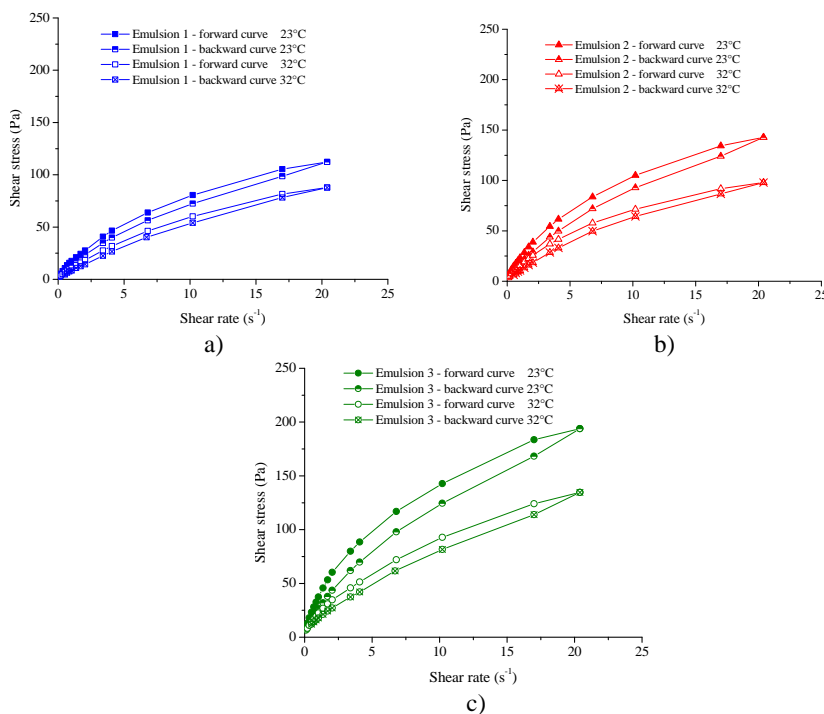 250
200
150
100
50
0
Shear stress (Pa)
Emulsion 1 - forward curve 23°C
Emulsion 1 - backward curve 23°C
Emulsion 1 - forward curve 32°C
Emulsion 1 - backward curve 32°C
0 5 10 15 20 25
Shear rate (s⁻¹)
a)
250
200
150
100
50
0
Shear stress (Pa)
Emulsion 2 - forward curve 23°C
Emulsion 2 - backward curve 23°C
Emulsion 2 - forward curve 32°C
Emulsion 2 - backward curve 32°C
0 5 10 15 20 25
Shear rate (s⁻¹)
b)
250
200
150
100
50
0
Shear stress (Pa)
Emulsion 3 - forward curve 23°C
Emulsion 3 - backward curve 23°C
Emulsion 3 - forward curve 32°C
Emulsion 3 - backward curve 32°C
0 5 10 15 20 25
Shear rate (s⁻¹)
c)